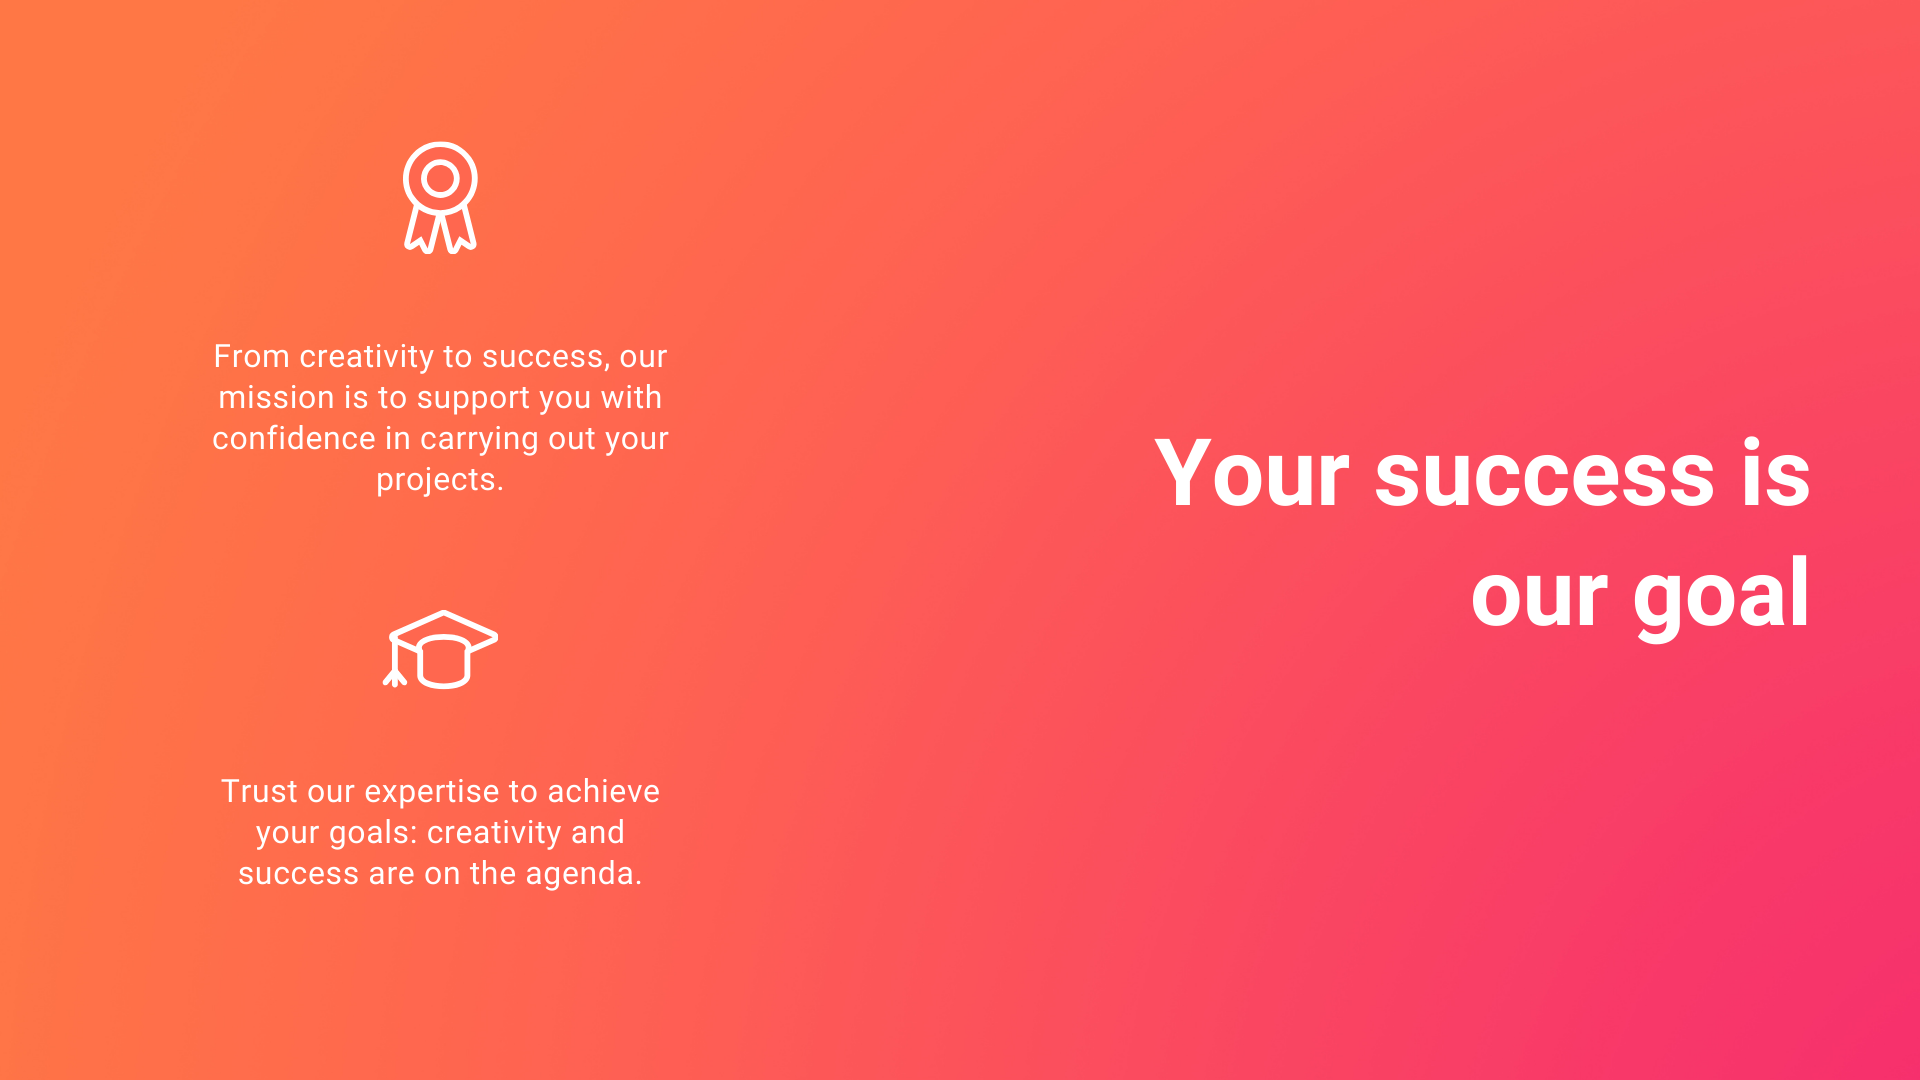 From creativity to success, our
mission is to support you with
confidence in carrying out your
projects.
Trust our expertise to achieve
your goals: creativity and
success are on the agenda.
Your success is
our goal